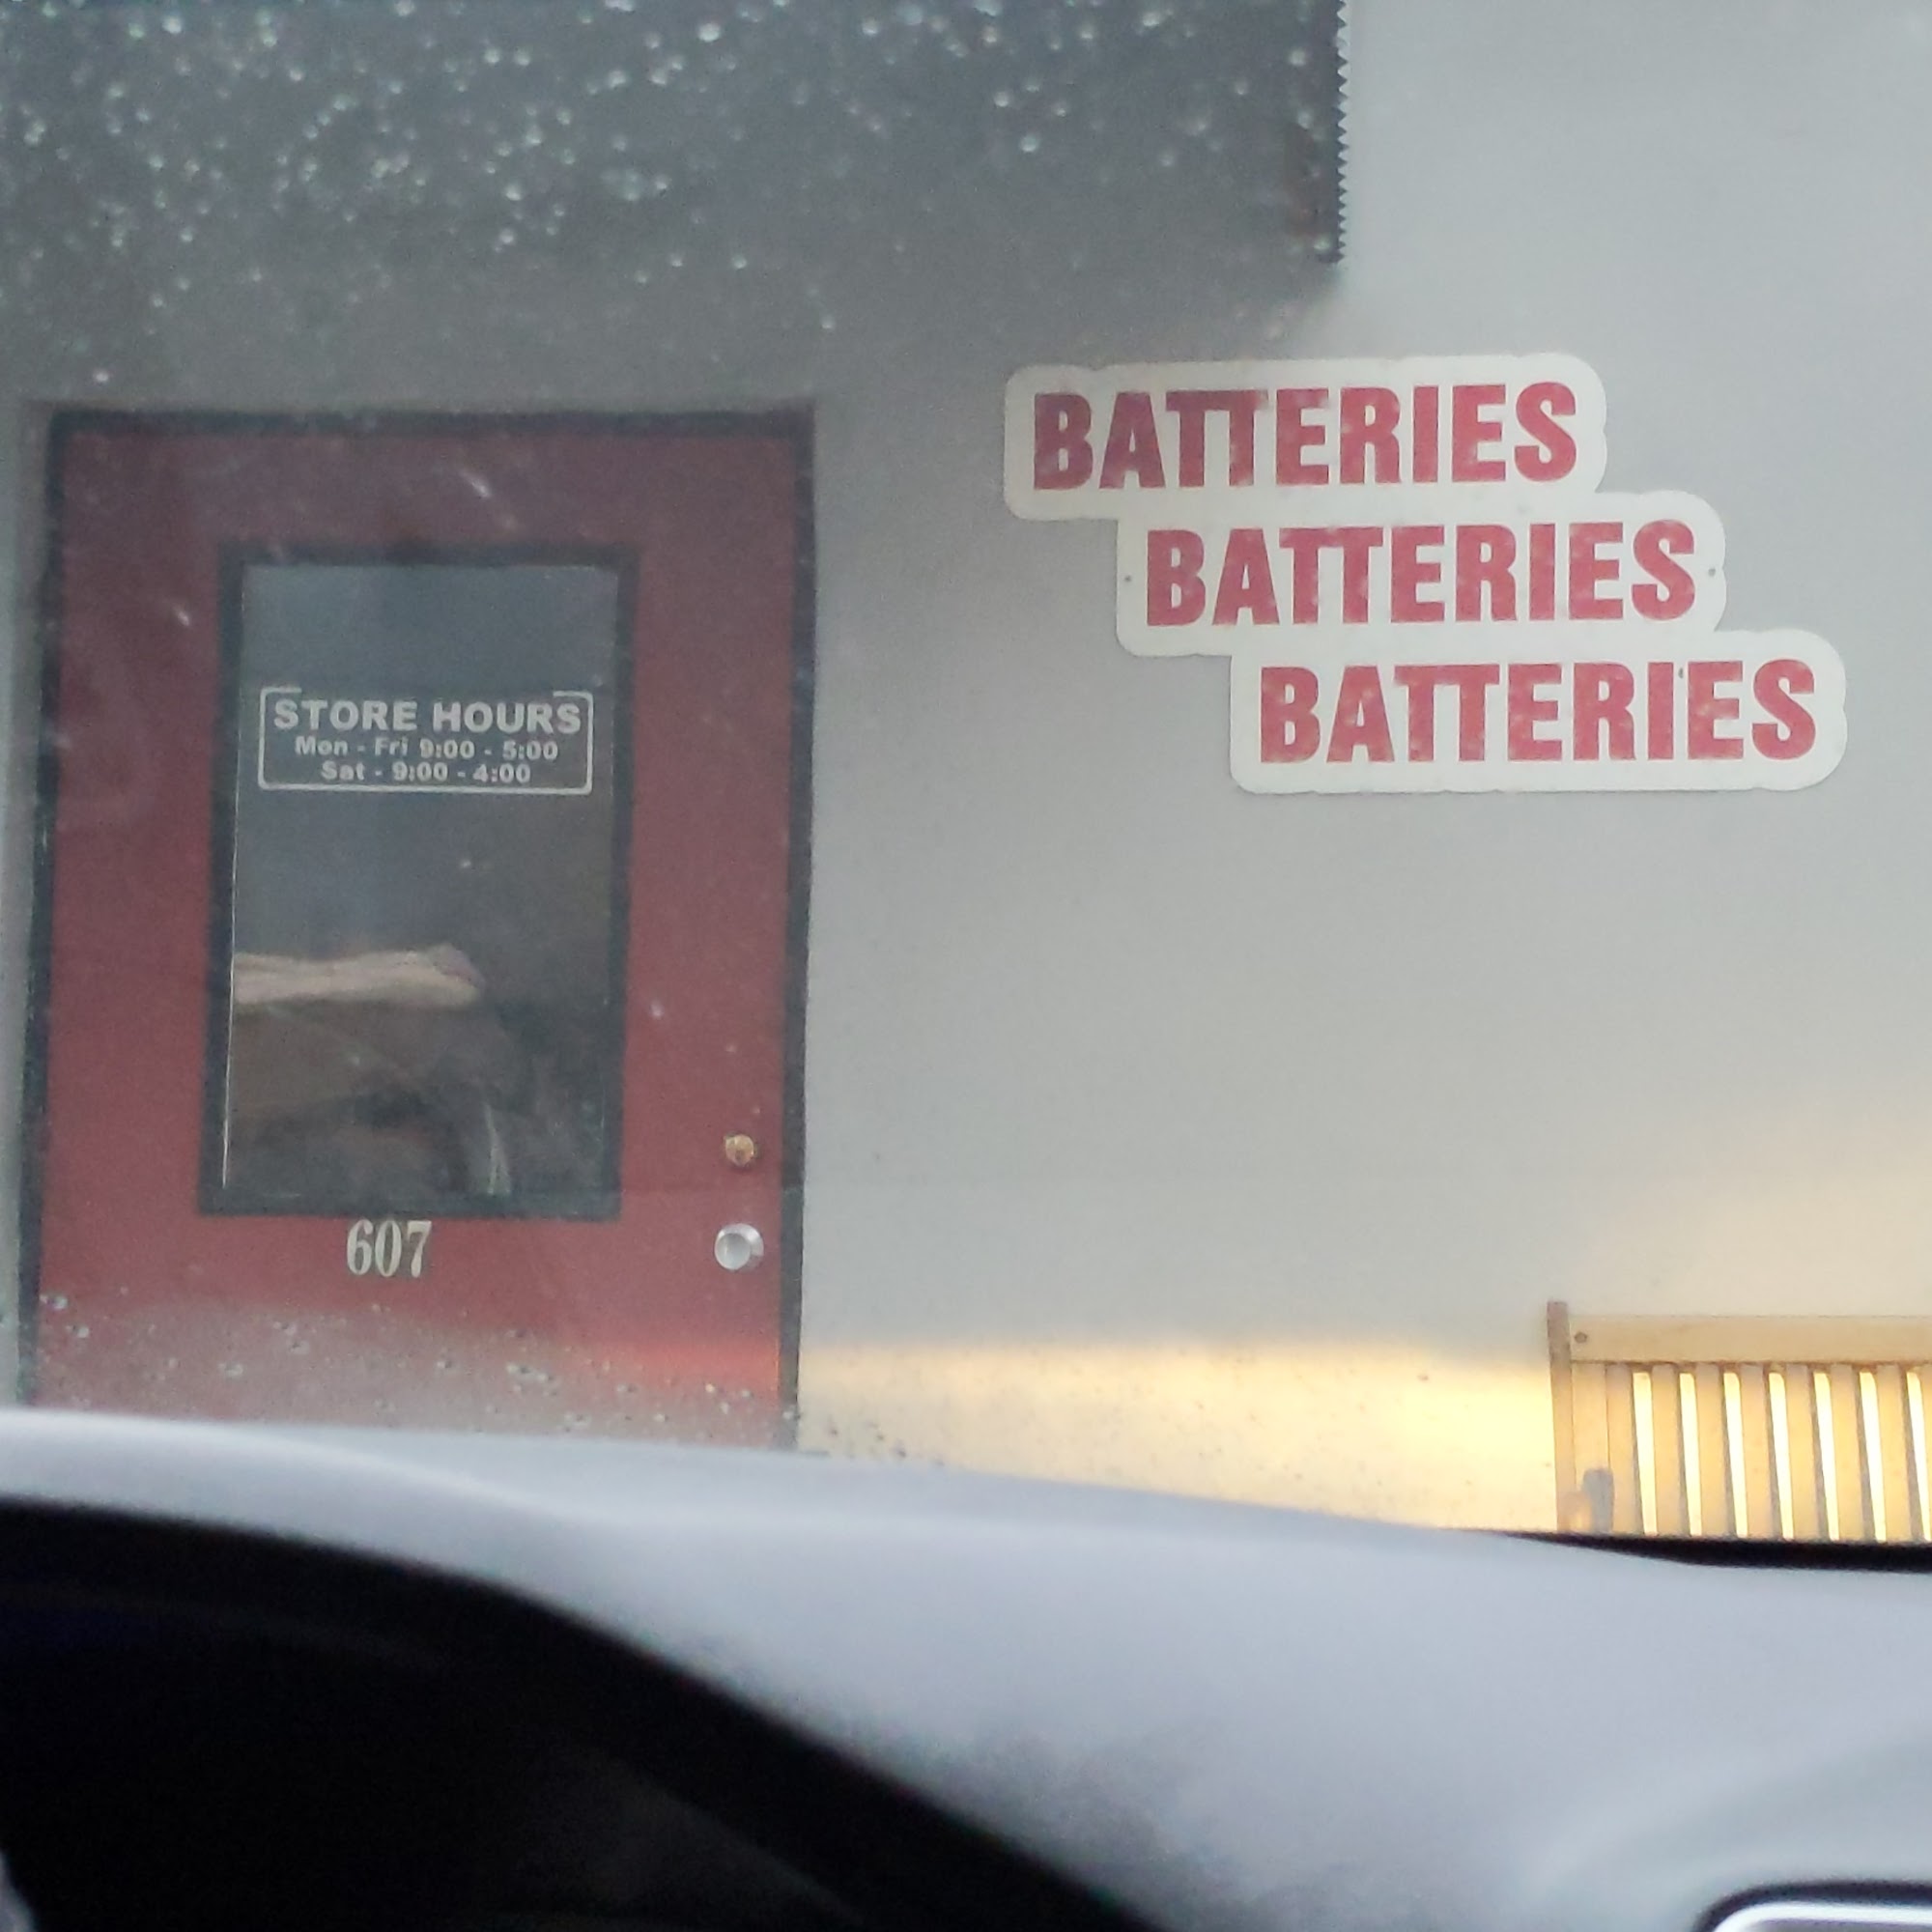 BATTERIES
BATTERIES
BATTERIES
STORE HOURS
Mon - Fri 9:00 - 5:00
Sat - 9:00 - 4:00
607